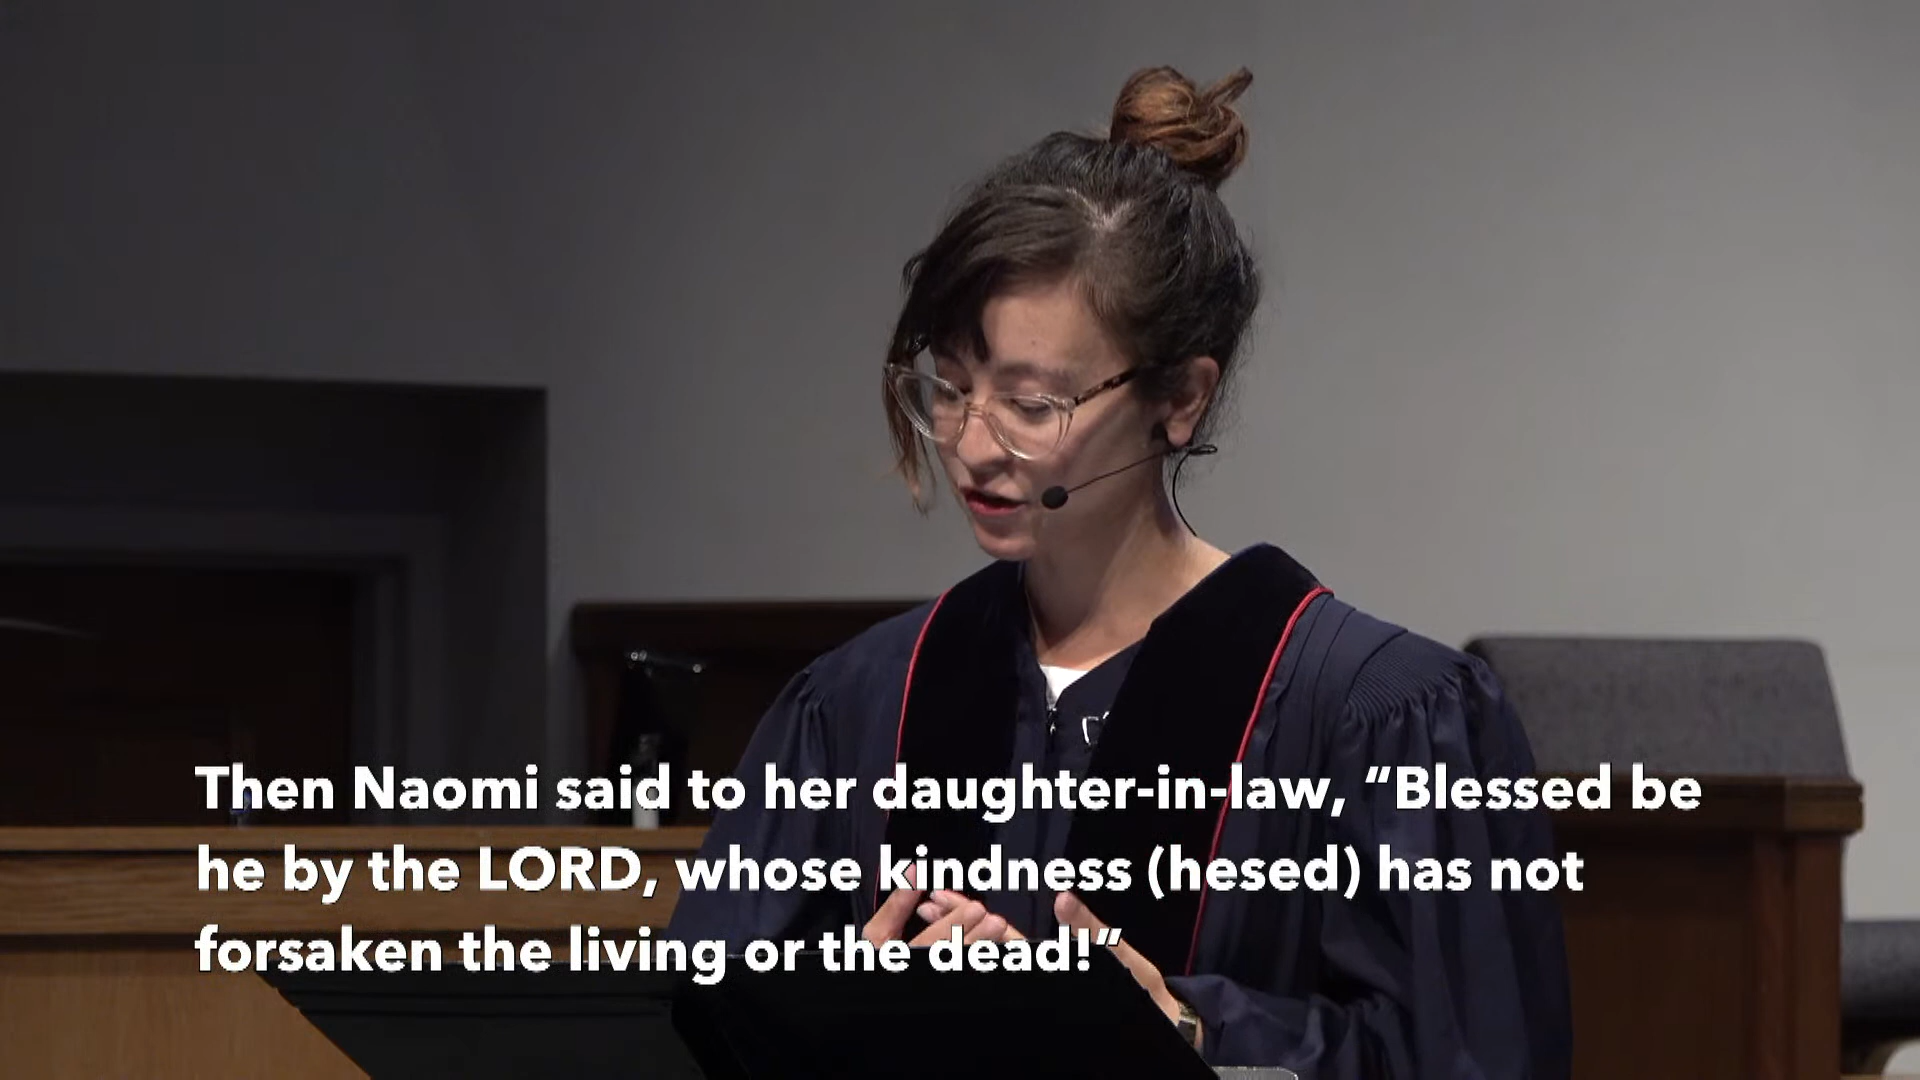 Then Naomi said to her daughter-in-law, “Blessed be
he by the LORD, whose kindness (hesed) has not
forsaken the living or the dead!”